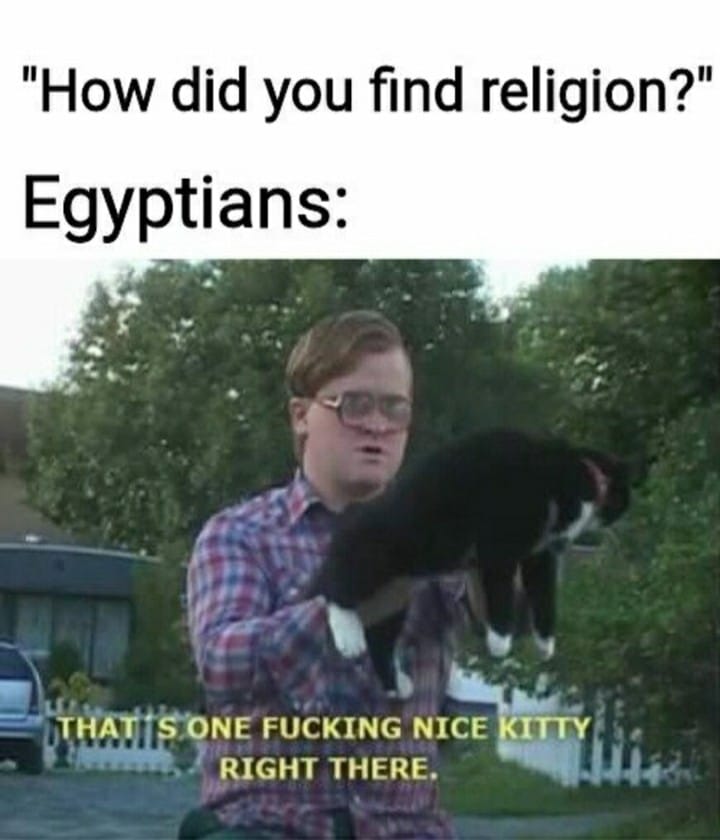 "How did you find religion?"
Egyptians:
THAT'S ONE FUCKING NICE KITTY
RIGHT THERE.